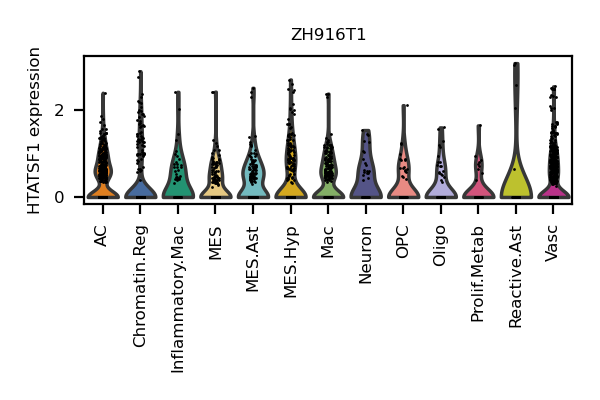 ZH916T1
HTATSF1 expression
2
0
AC
Chromatin.Reg
Inflammatory.Mac
MES
MES.Ast
MES.Hyp
Mac
Neuron
OPC
Oligo
Prolif.Metab
Reactive.Ast
Vasc